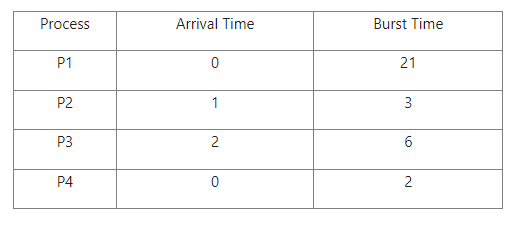 Process Arrival Time Burst Time
P1 0 21
P2 1 3
P3 2 6
P4 0 2